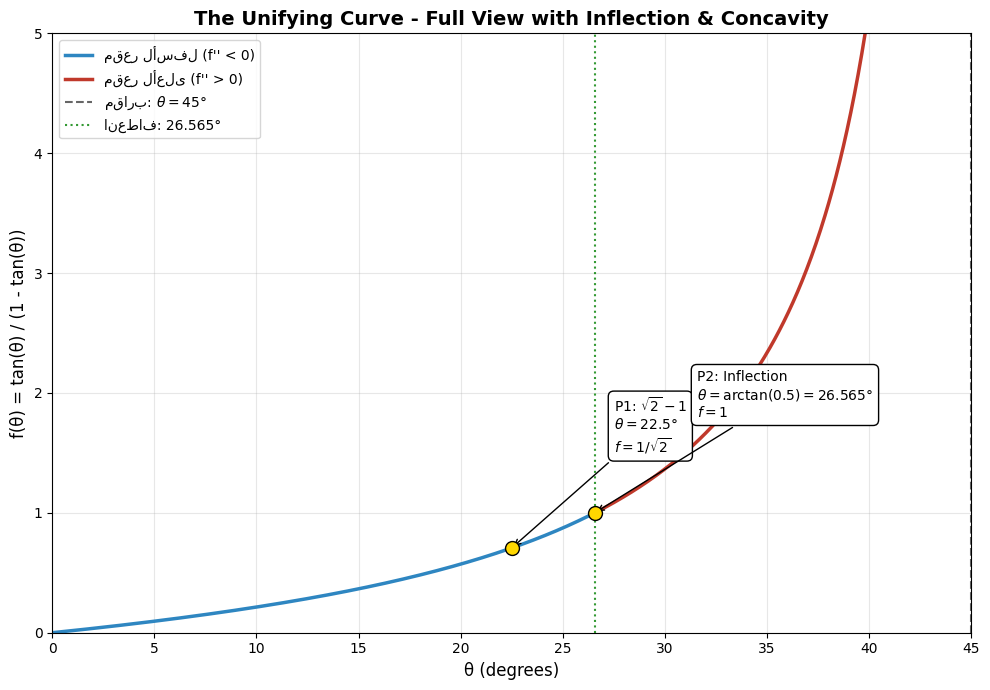 The Unifying Curve - Full View with Inflection & Concavity
مقعر لأسفل (f'' < 0)
مقعر لأعلى (f'' > 0)
مقارب: θ = 45°
انعطاف: 26.565°
f(θ) = tan(θ) / (1 - tan(θ))
5
4
3
2
1
0
P2: Inflection
θ = arctan(0.5) = 26.565°
f = 1
P1: √2 − 1
θ = 22.5°
f = 1/√2
0 5 10 15 20 25 30 35 40 45
θ (degrees)